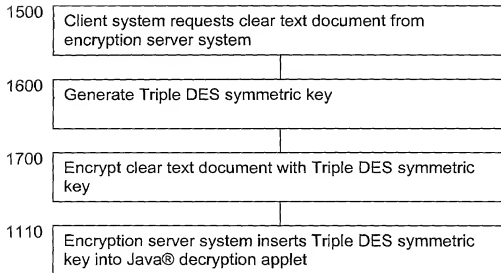 1500
Client system requests clear text document from
encryption server system
1600
Generate Triple DES symmetric key
1700
Encrypt clear text document with Triple DES symmetric
key
1110
Encryption server system inserts Triple DES symmetric
key into Java® decryption applet